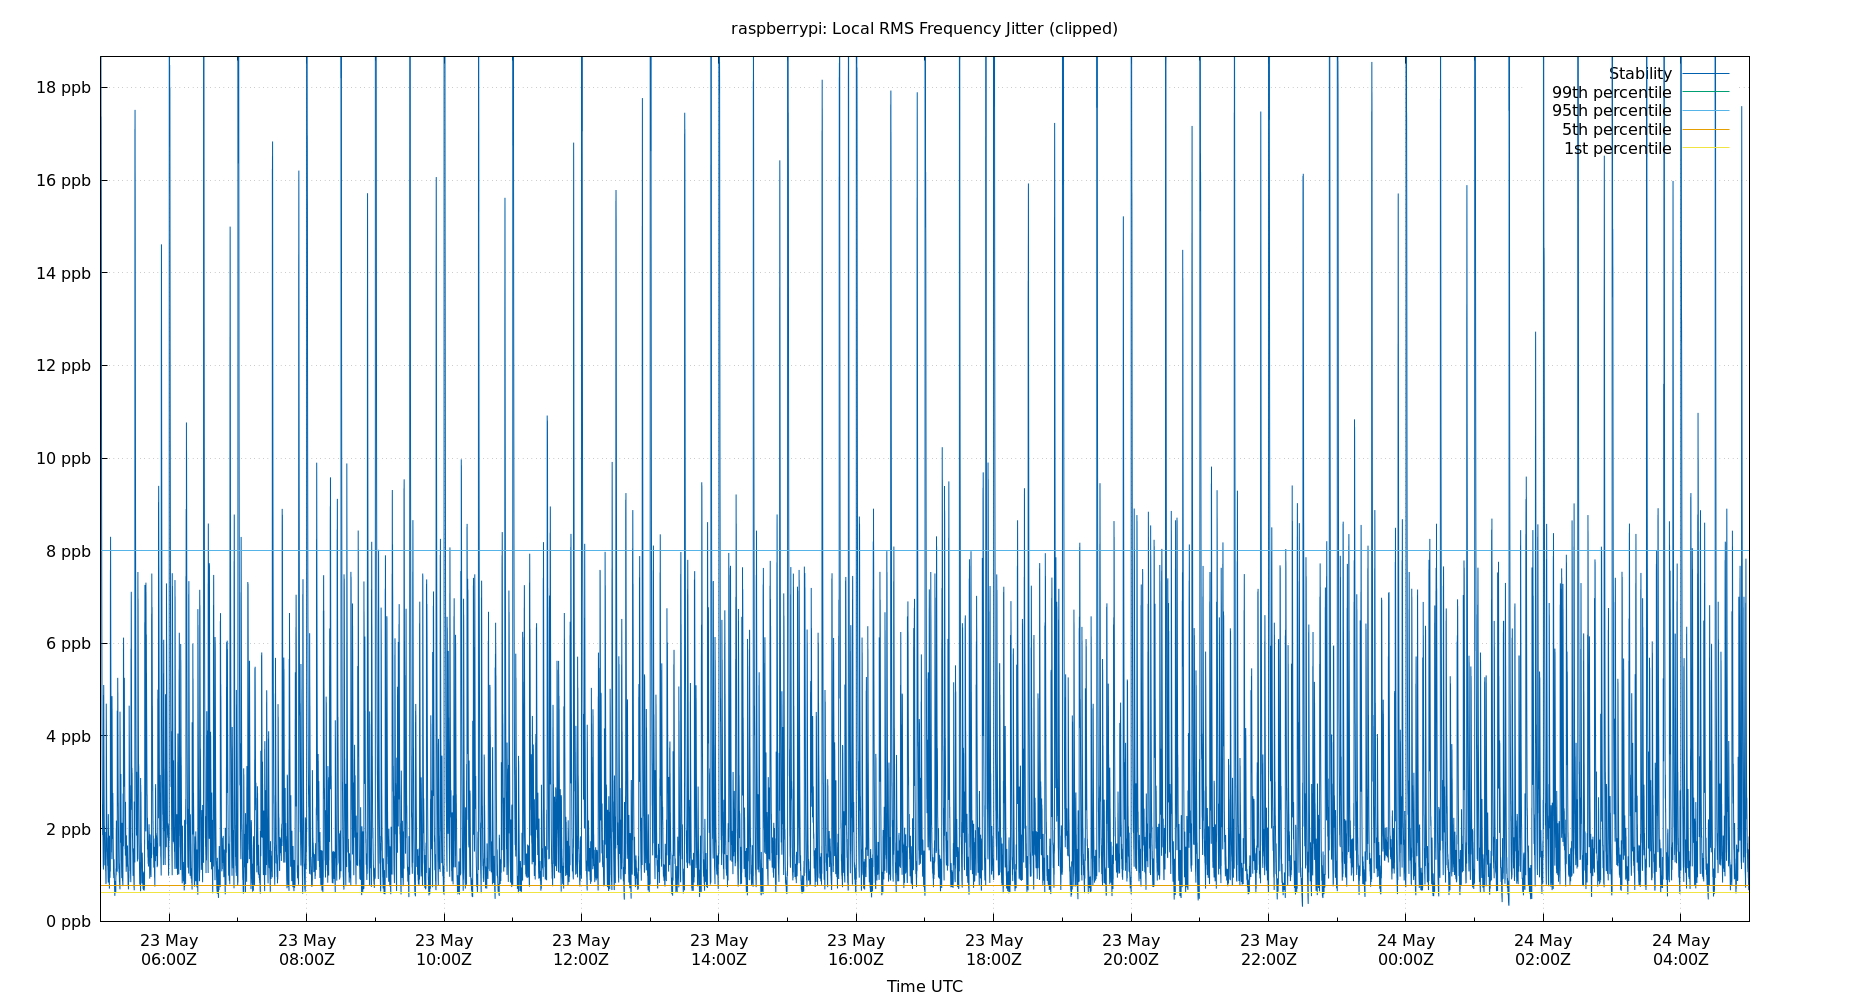 raspberrypi: Local RMS Frequency Jitter (clipped)
18 ppb
16 ppb
14 ppb
12 ppb
10 ppb
8 ppb
6 ppb
4 ppb
2 ppb
0 ppb
Stability
99th percentile
95th percentile
5th percentile
1st percentile
23 May 23 May 23 May 23 May 23 May 23 May 23 May 23 May 23 May 24 May 24 May 24 May
06:00Z 08:00Z 10:00Z 12:00Z 14:00Z 16:00Z 18:00Z 20:00Z 22:00Z 00:00Z 02:00Z 04:00Z
Time UTC